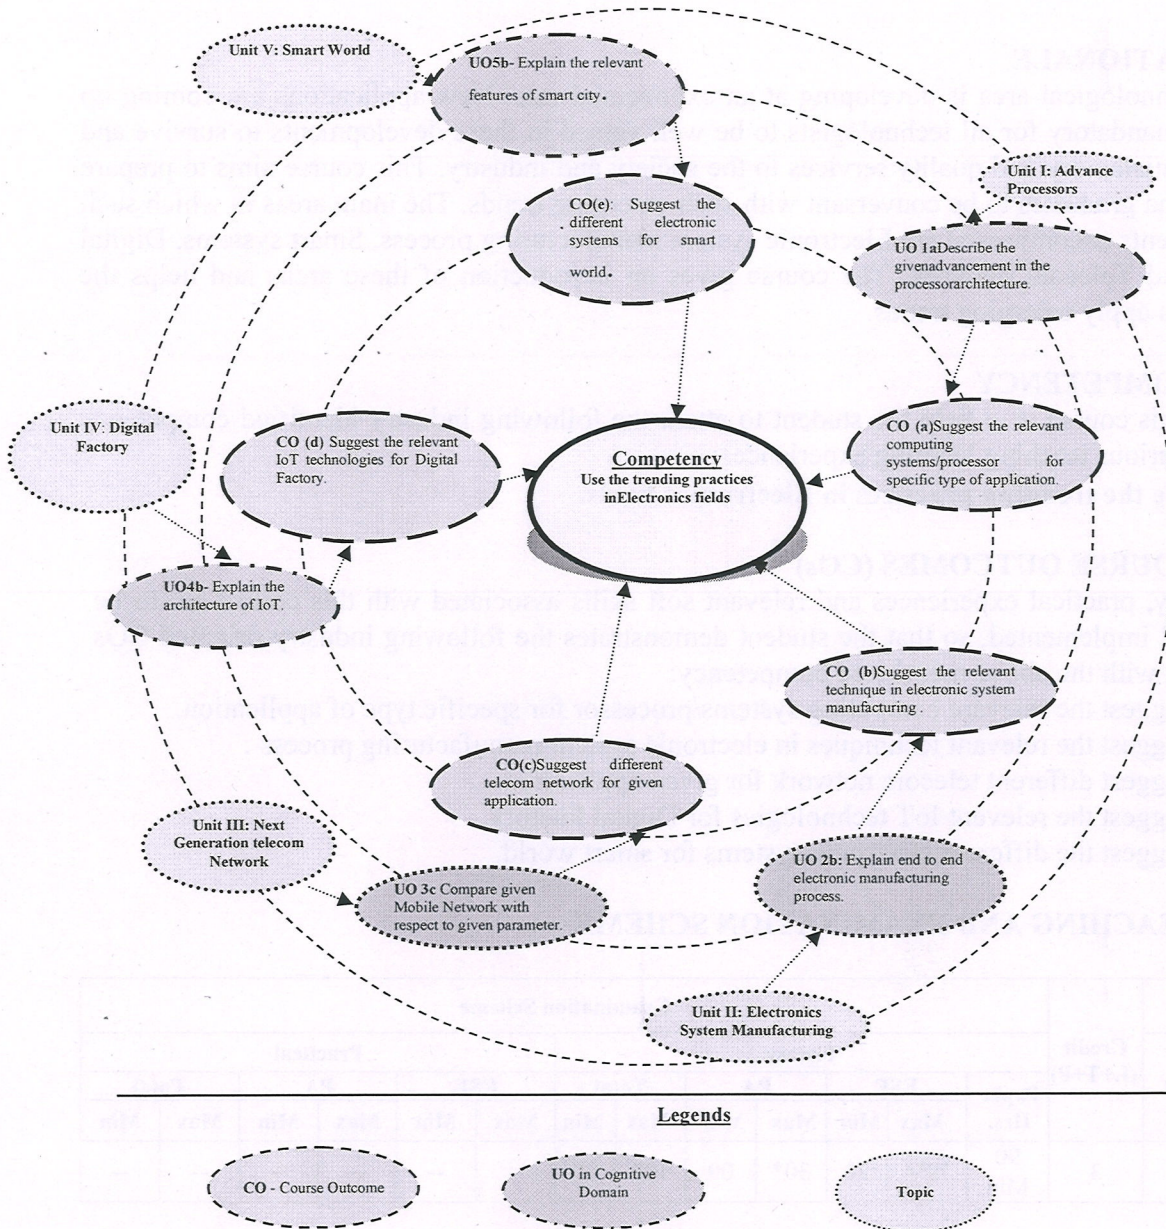 Unit V: Smart World
UO5b- Explain the relevant
features of smart city.
Unit I: Advance
Processors
CO(e): Suggest the
different electronic
systems for smart
world.
UO 1aDescribe the
givenadvancement in the
processorarchitecture.
Unit IV: Digital
Factory
CO (d) Suggest the relevant
IoT technologies for Digital
Factory.
Competency
Use the trending practices
inElectronics fields
CO (a)Suggest the relevant
computing
systems/processor for
specific type of application.
UO4b- Explain the
architecture of IoT.
CO (b)Suggest the relevant
technique in electronic system
manufacturing .
CO(c)Suggest different
telecom network for given
application.
Unit III: Next
Generation telecom
Network
UO 3c Compare given
Mobile Network with
respect to given parameter.
UO 2b: Explain end to end
electronic manufacturing
process.
Unit II: Electronics
System Manufacturing
Legends
CO - Course Outcome
UO in Cognitive
Domain
Topic